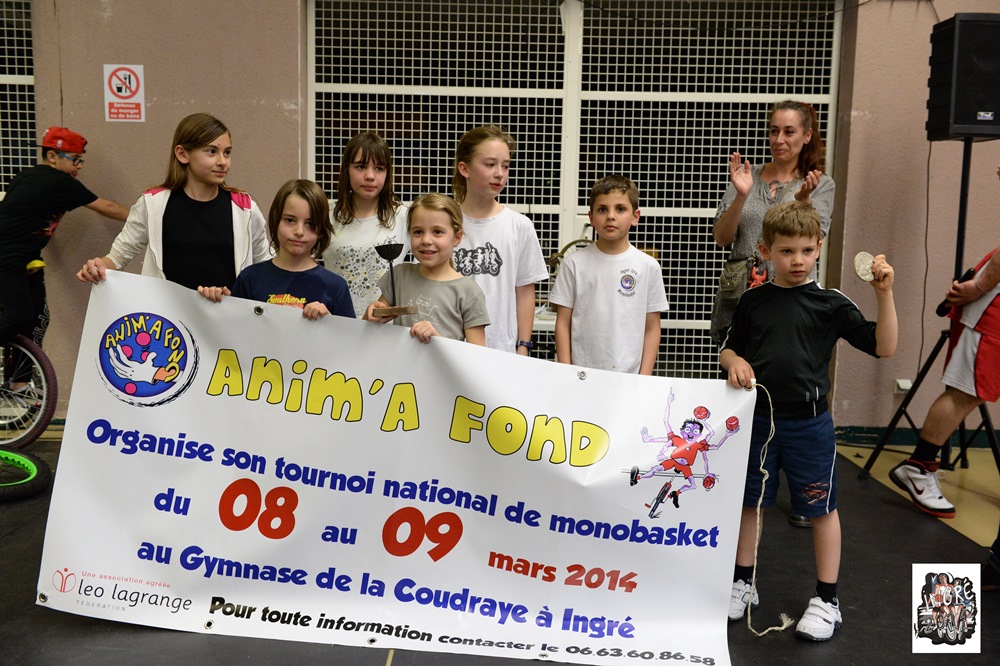 Défense
de manger
ou de boire
ANIM'A FOND
Anim'A Fond
Organise son tournoi national de monobasket
du 08 au 09 mars 2014
au Gymnase de la Coudraye à Ingré
Une association agréée
leo lagrange
FEDERATION
Pour toute information contacter le 06.63.60.86.58
Southern
INGRE